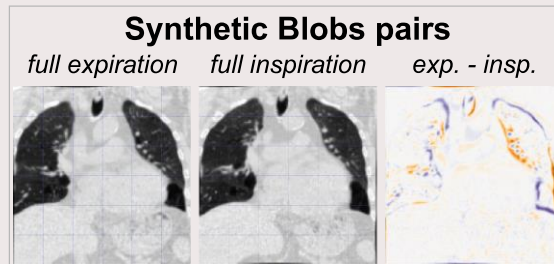 Synthetic Blobs pairs
full expiration full inspiration exp. - insp.